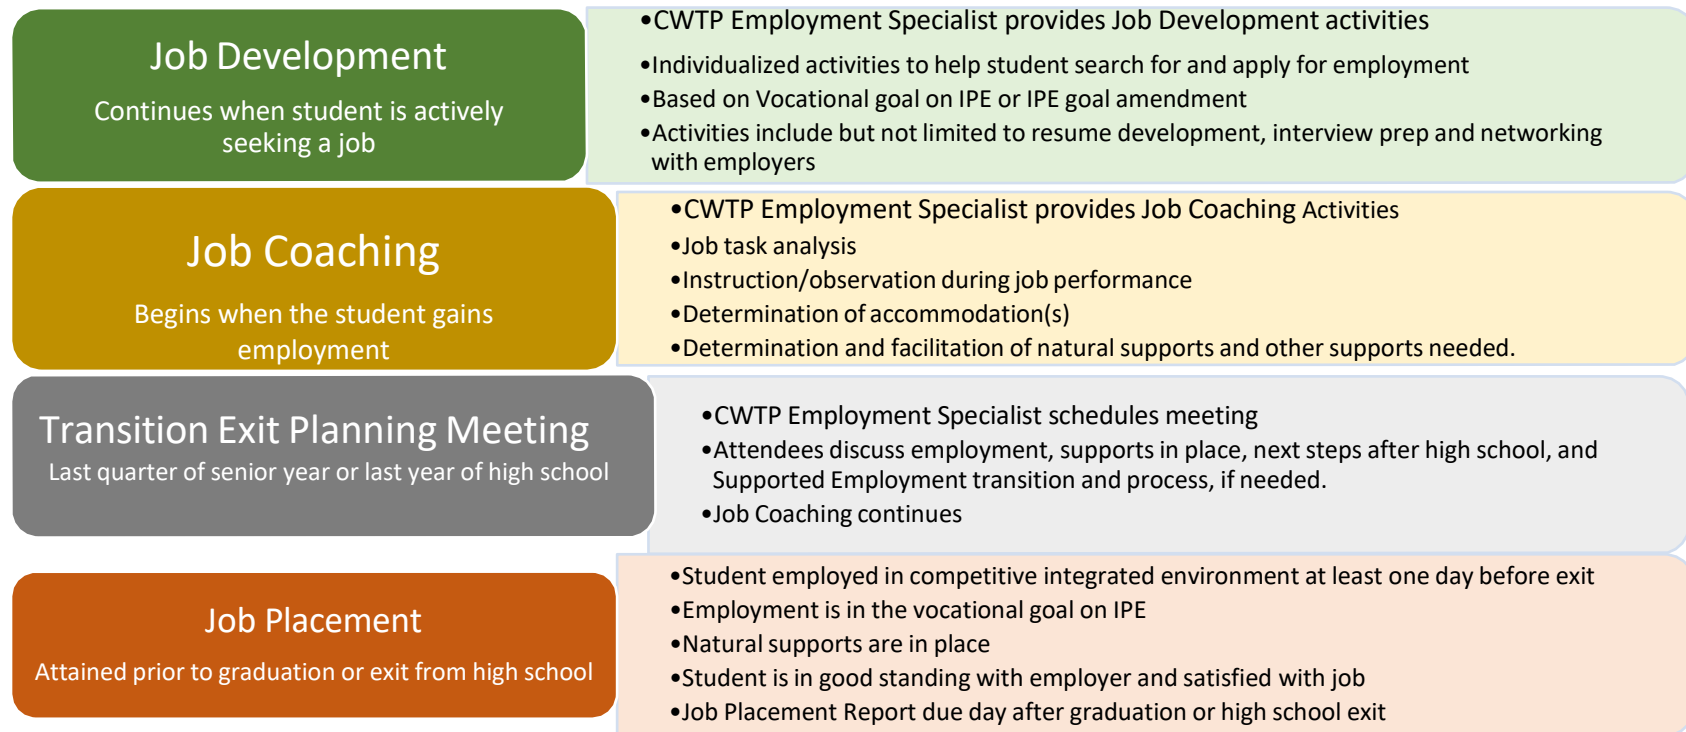 Job Development
Continues when student is actively
seeking a job
•CWTP Employment Specialist provides Job Development activities
•Individualized activities to help student search for and apply for employment
•Based on Vocational goal on IPE or IPE goal amendment
•Activities include but not limited to resume development, interview prep and networking
with employers
Job Coaching
Begins when the student gains
employment
•CWTP Employment Specialist provides Job Coaching Activities
•Job task analysis
•Instruction/observation during job performance
•Determination of accommodation(s)
•Determination and facilitation of natural supports and other supports needed.
Transition Exit Planning Meeting
Last quarter of senior year or last year of high school
•CWTP Employment Specialist schedules meeting
•Attendees discuss employment, supports in place, next steps after high school, and
Supported Employment transition and process, if needed.
•Job Coaching continues
Job Placement
Attained prior to graduation or exit from high school
•Student employed in competitive integrated environment at least one day before exit
•Employment is in the vocational goal on IPE
•Natural supports are in place
•Student is in good standing with employer and satisfied with job
•Job Placement Report due day after graduation or high school exit